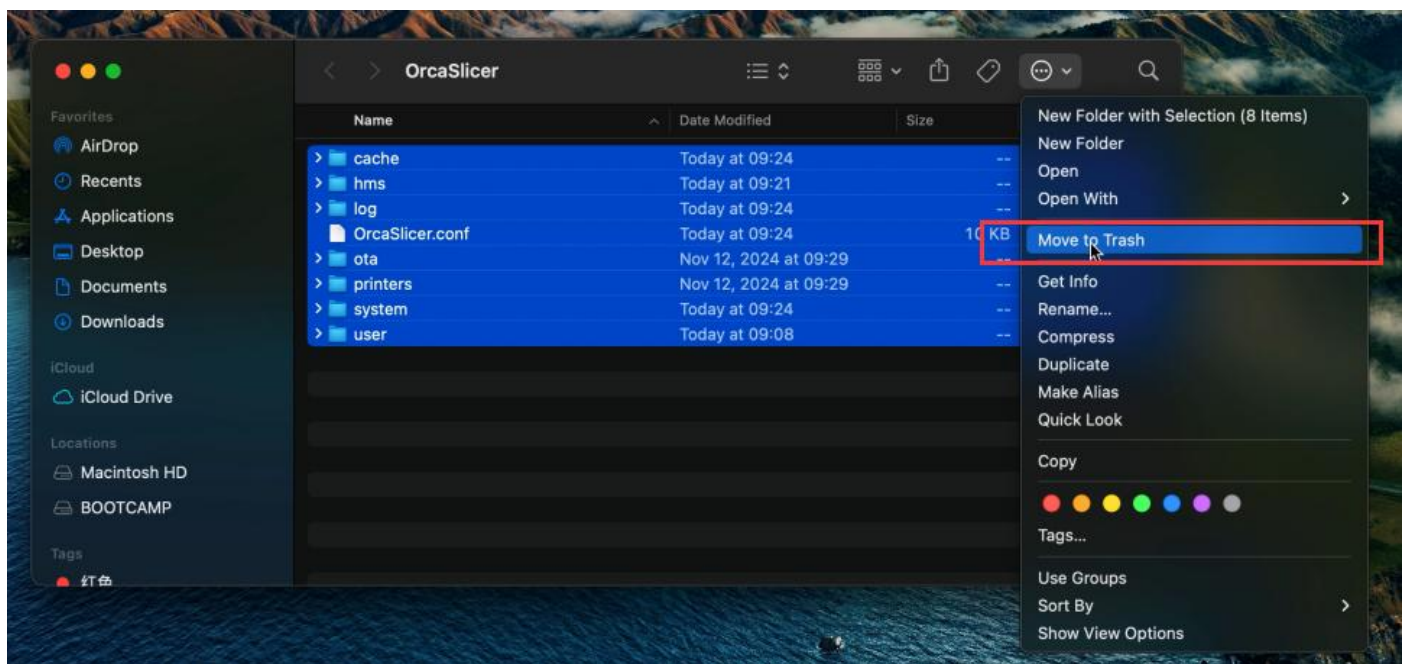 OrcaSlicer
Favorites
AirDrop
Recents
Applications
Desktop
Documents
Downloads
iCloud
iCloud Drive
Locations
Macintosh HD
BOOTCAMP
Tags
红色
Name Date Modified Size
cache Today at 09:24 --
hms Today at 09:21 --
log Today at 09:24 --
OrcaSlicer.conf Today at 09:24 10 KB
ota Nov 12, 2024 at 09:29 --
printers Nov 12, 2024 at 09:29 --
system Today at 09:24 --
user Today at 09:08 --
New Folder with Selection (8 Items)
New Folder
Open
Open With
Move to Trash
Get Info
Rename...
Compress
Duplicate
Make Alias
Quick Look
Copy
Tags...
Use Groups
Sort By
Show View Options